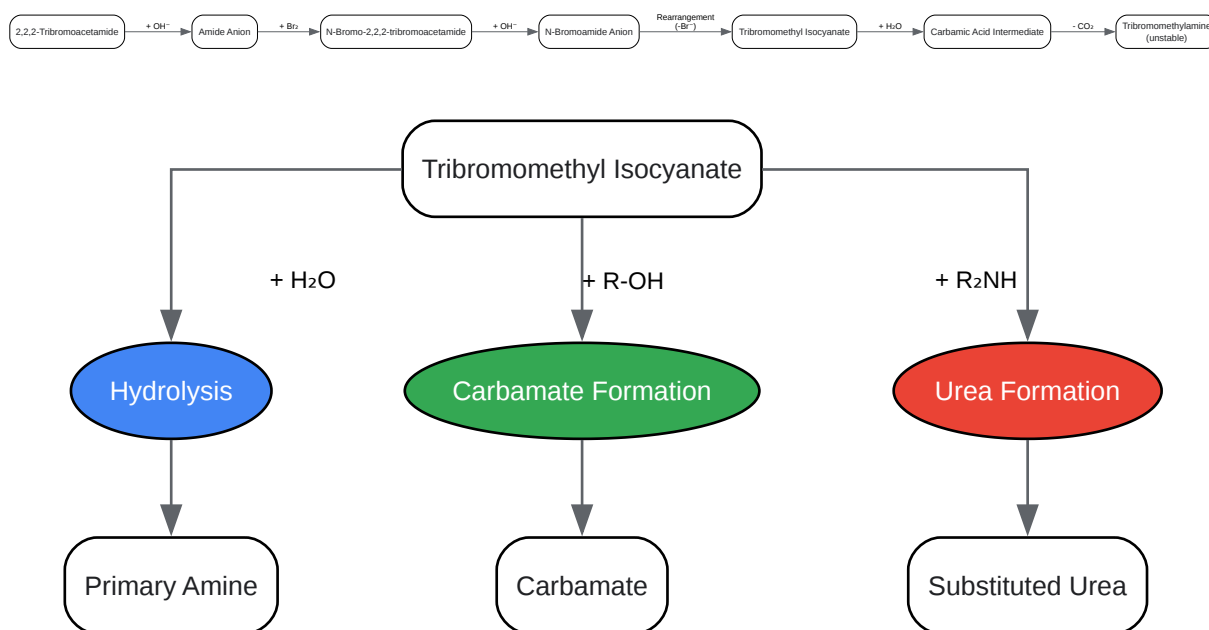 2,2,2-Tribromoacetamide
+ OH⁻
Amide Anion
+ Br₂
N-Bromo-2,2,2-tribromoacetamide
+ OH⁻
N-Bromoamide Anion
Rearrangement
(-Br⁻)
Tribromomethyl Isocyanate
+ H₂O
Carbamic Acid Intermediate
- CO₂
Tribromomethylamine
(unstable)
Tribromomethyl Isocyanate
+ H₂O
+ R-OH
+ R₂NH
Hydrolysis
Carbamate Formation
Urea Formation
Primary Amine
Carbamate
Substituted Urea